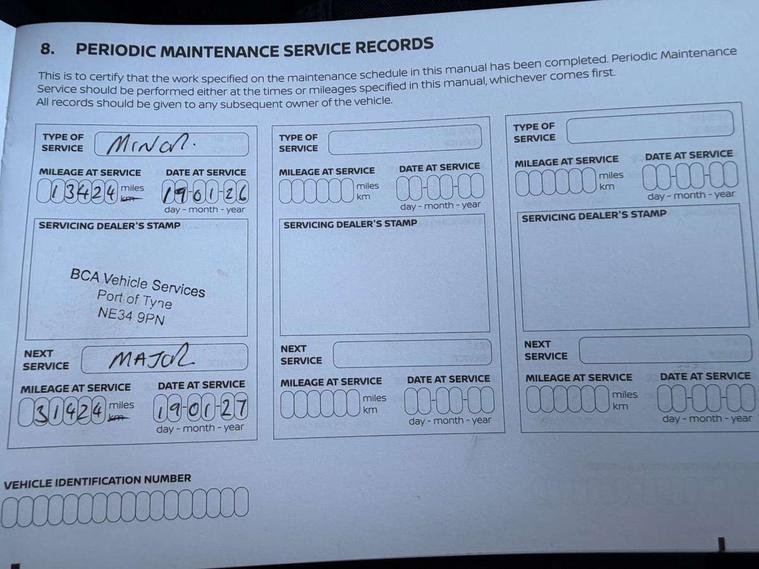 8. PERIODIC MAINTENANCE SERVICE RECORDS
This is to certify that the work specified on the maintenance schedule in this manual has been completed. Periodic Maintenance
Service should be performed either at the times or mileages specified in this manual, whichever comes first.
All records should be given to any subsequent owner of the vehicle.
TYPE OF SERVICE MINOR.
MILEAGE AT SERVICE DATE AT SERVICE
13424 miles km 19-01-26
day - month - year
SERVICING DEALER'S STAMP
BCA Vehicle Services
Port of Tyne
NE34 9PN
NEXT SERVICE MAJOR
MILEAGE AT SERVICE DATE AT SERVICE
31424 miles km 19-01-27
day - month - year
TYPE OF SERVICE
MILEAGE AT SERVICE DATE AT SERVICE
miles km
day - month - year
SERVICING DEALER'S STAMP
NEXT SERVICE
MILEAGE AT SERVICE DATE AT SERVICE
miles km
day - month - year
TYPE OF SERVICE
MILEAGE AT SERVICE DATE AT SERVICE
miles km
day - month - year
SERVICING DEALER'S STAMP
NEXT SERVICE
MILEAGE AT SERVICE DATE AT SERVICE
miles km
day - month - year
VEHICLE IDENTIFICATION NUMBER